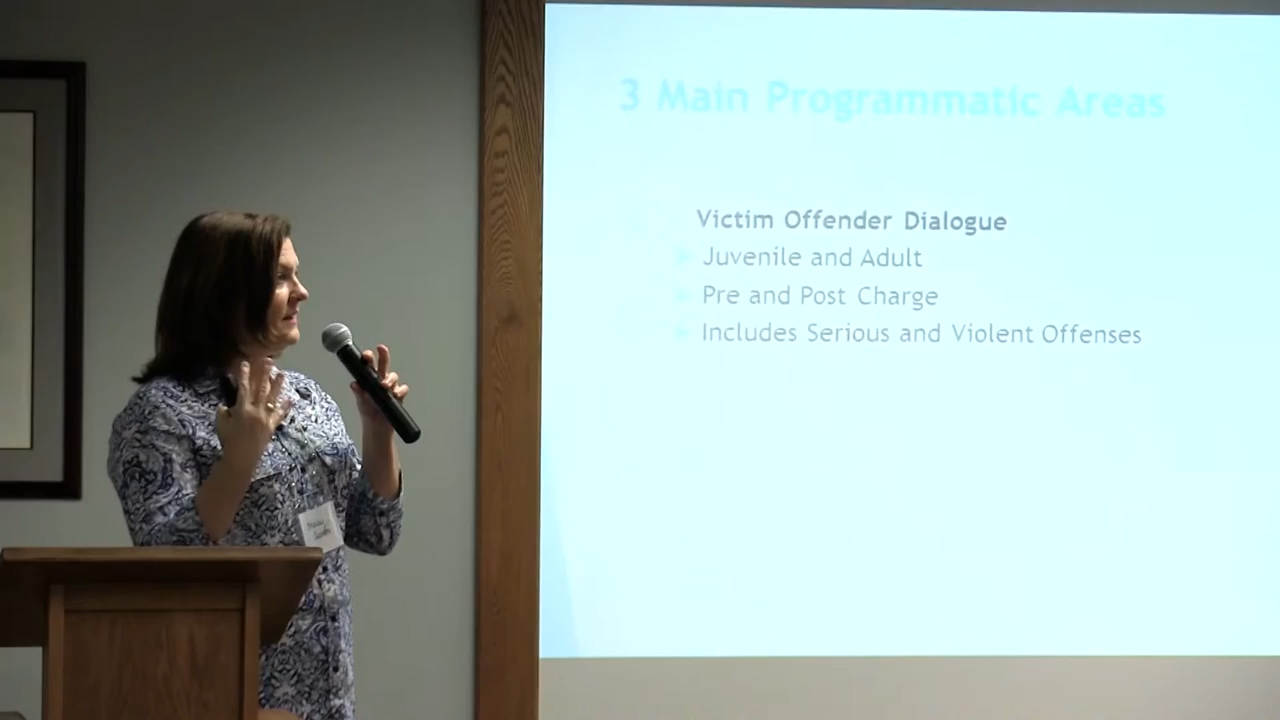 3 Main Programmatic Areas
Victim Offender Dialogue
Juvenile and Adult
Pre and Post Charge
Includes Serious and Violent Offenses